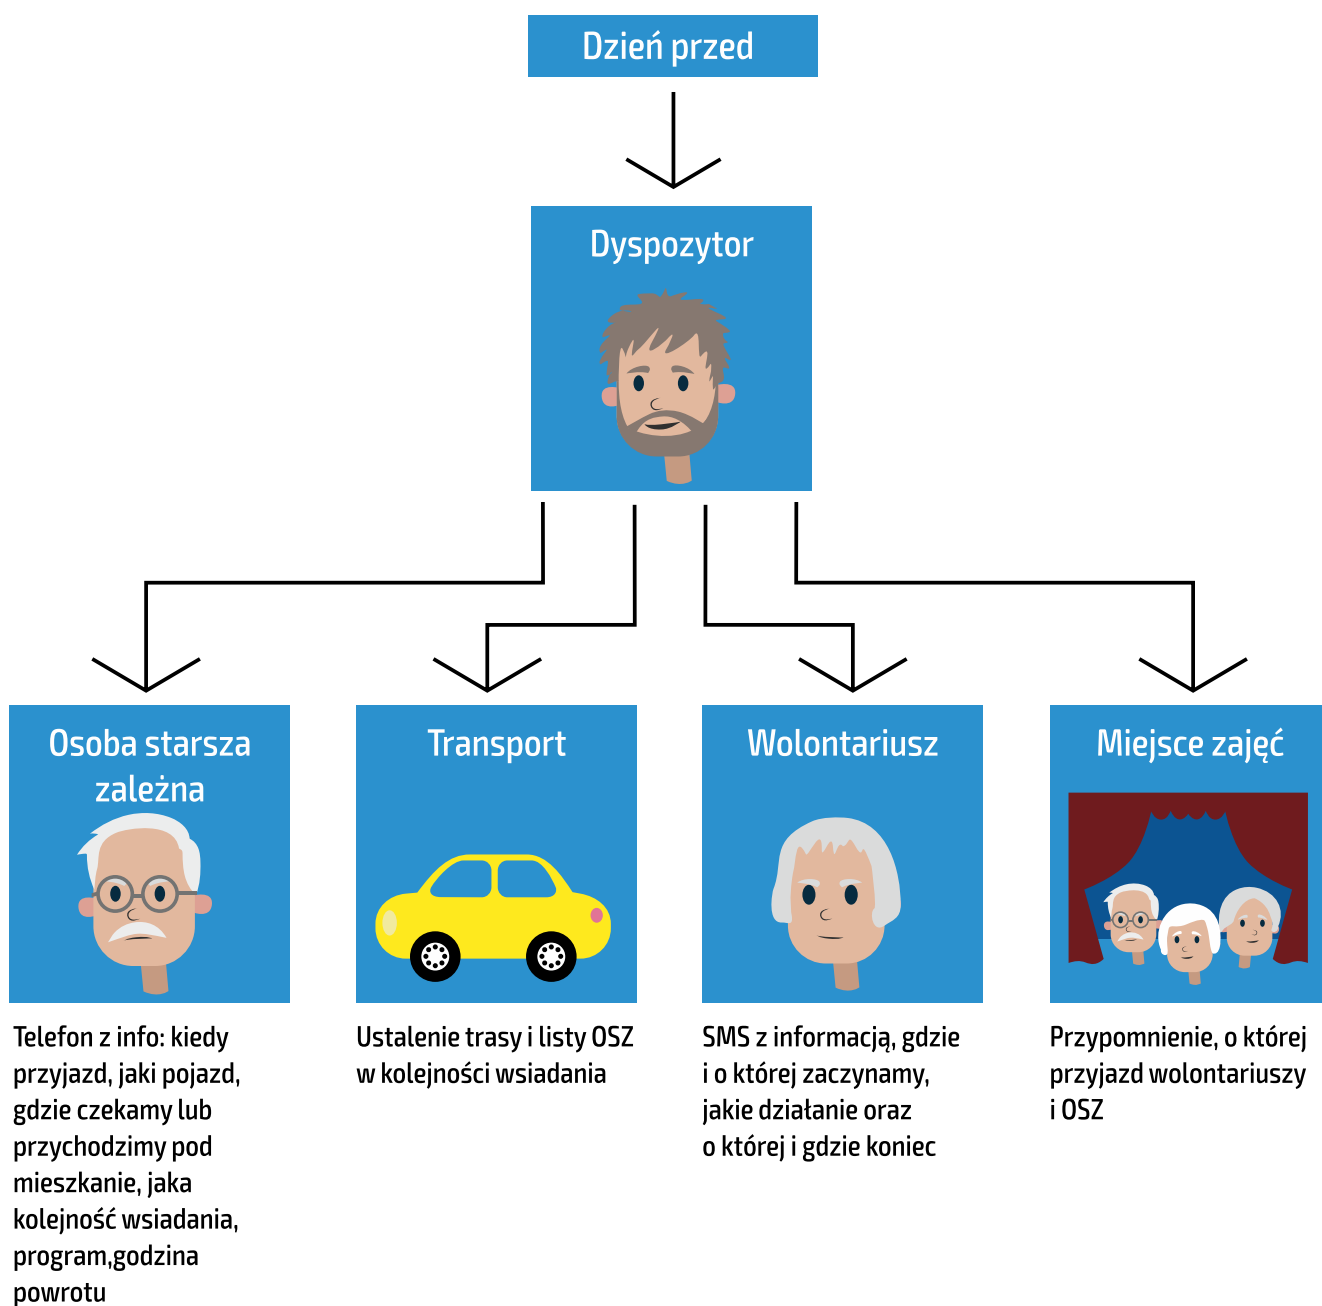 Dzień przed
Dyspozytor
Osoba starsza
zależna
Transport
Wolontariusz
Miejsce zajęć
Telefon z info: kiedy
przyjazd, jaki pojazd,
gdzie czekamy lub
przychodzimy pod
mieszkanie, jaka
kolejność wsiadania,
program,godzina
powrotu
Ustalenie trasy i listy OSZ
w kolejności wsiadania
SMS z informacją, gdzie
i o której zaczynamy,
jakie działanie oraz
o której i gdzie koniec
Przypomnienie, o której
przyjazd wolontariuszy
i OSZ